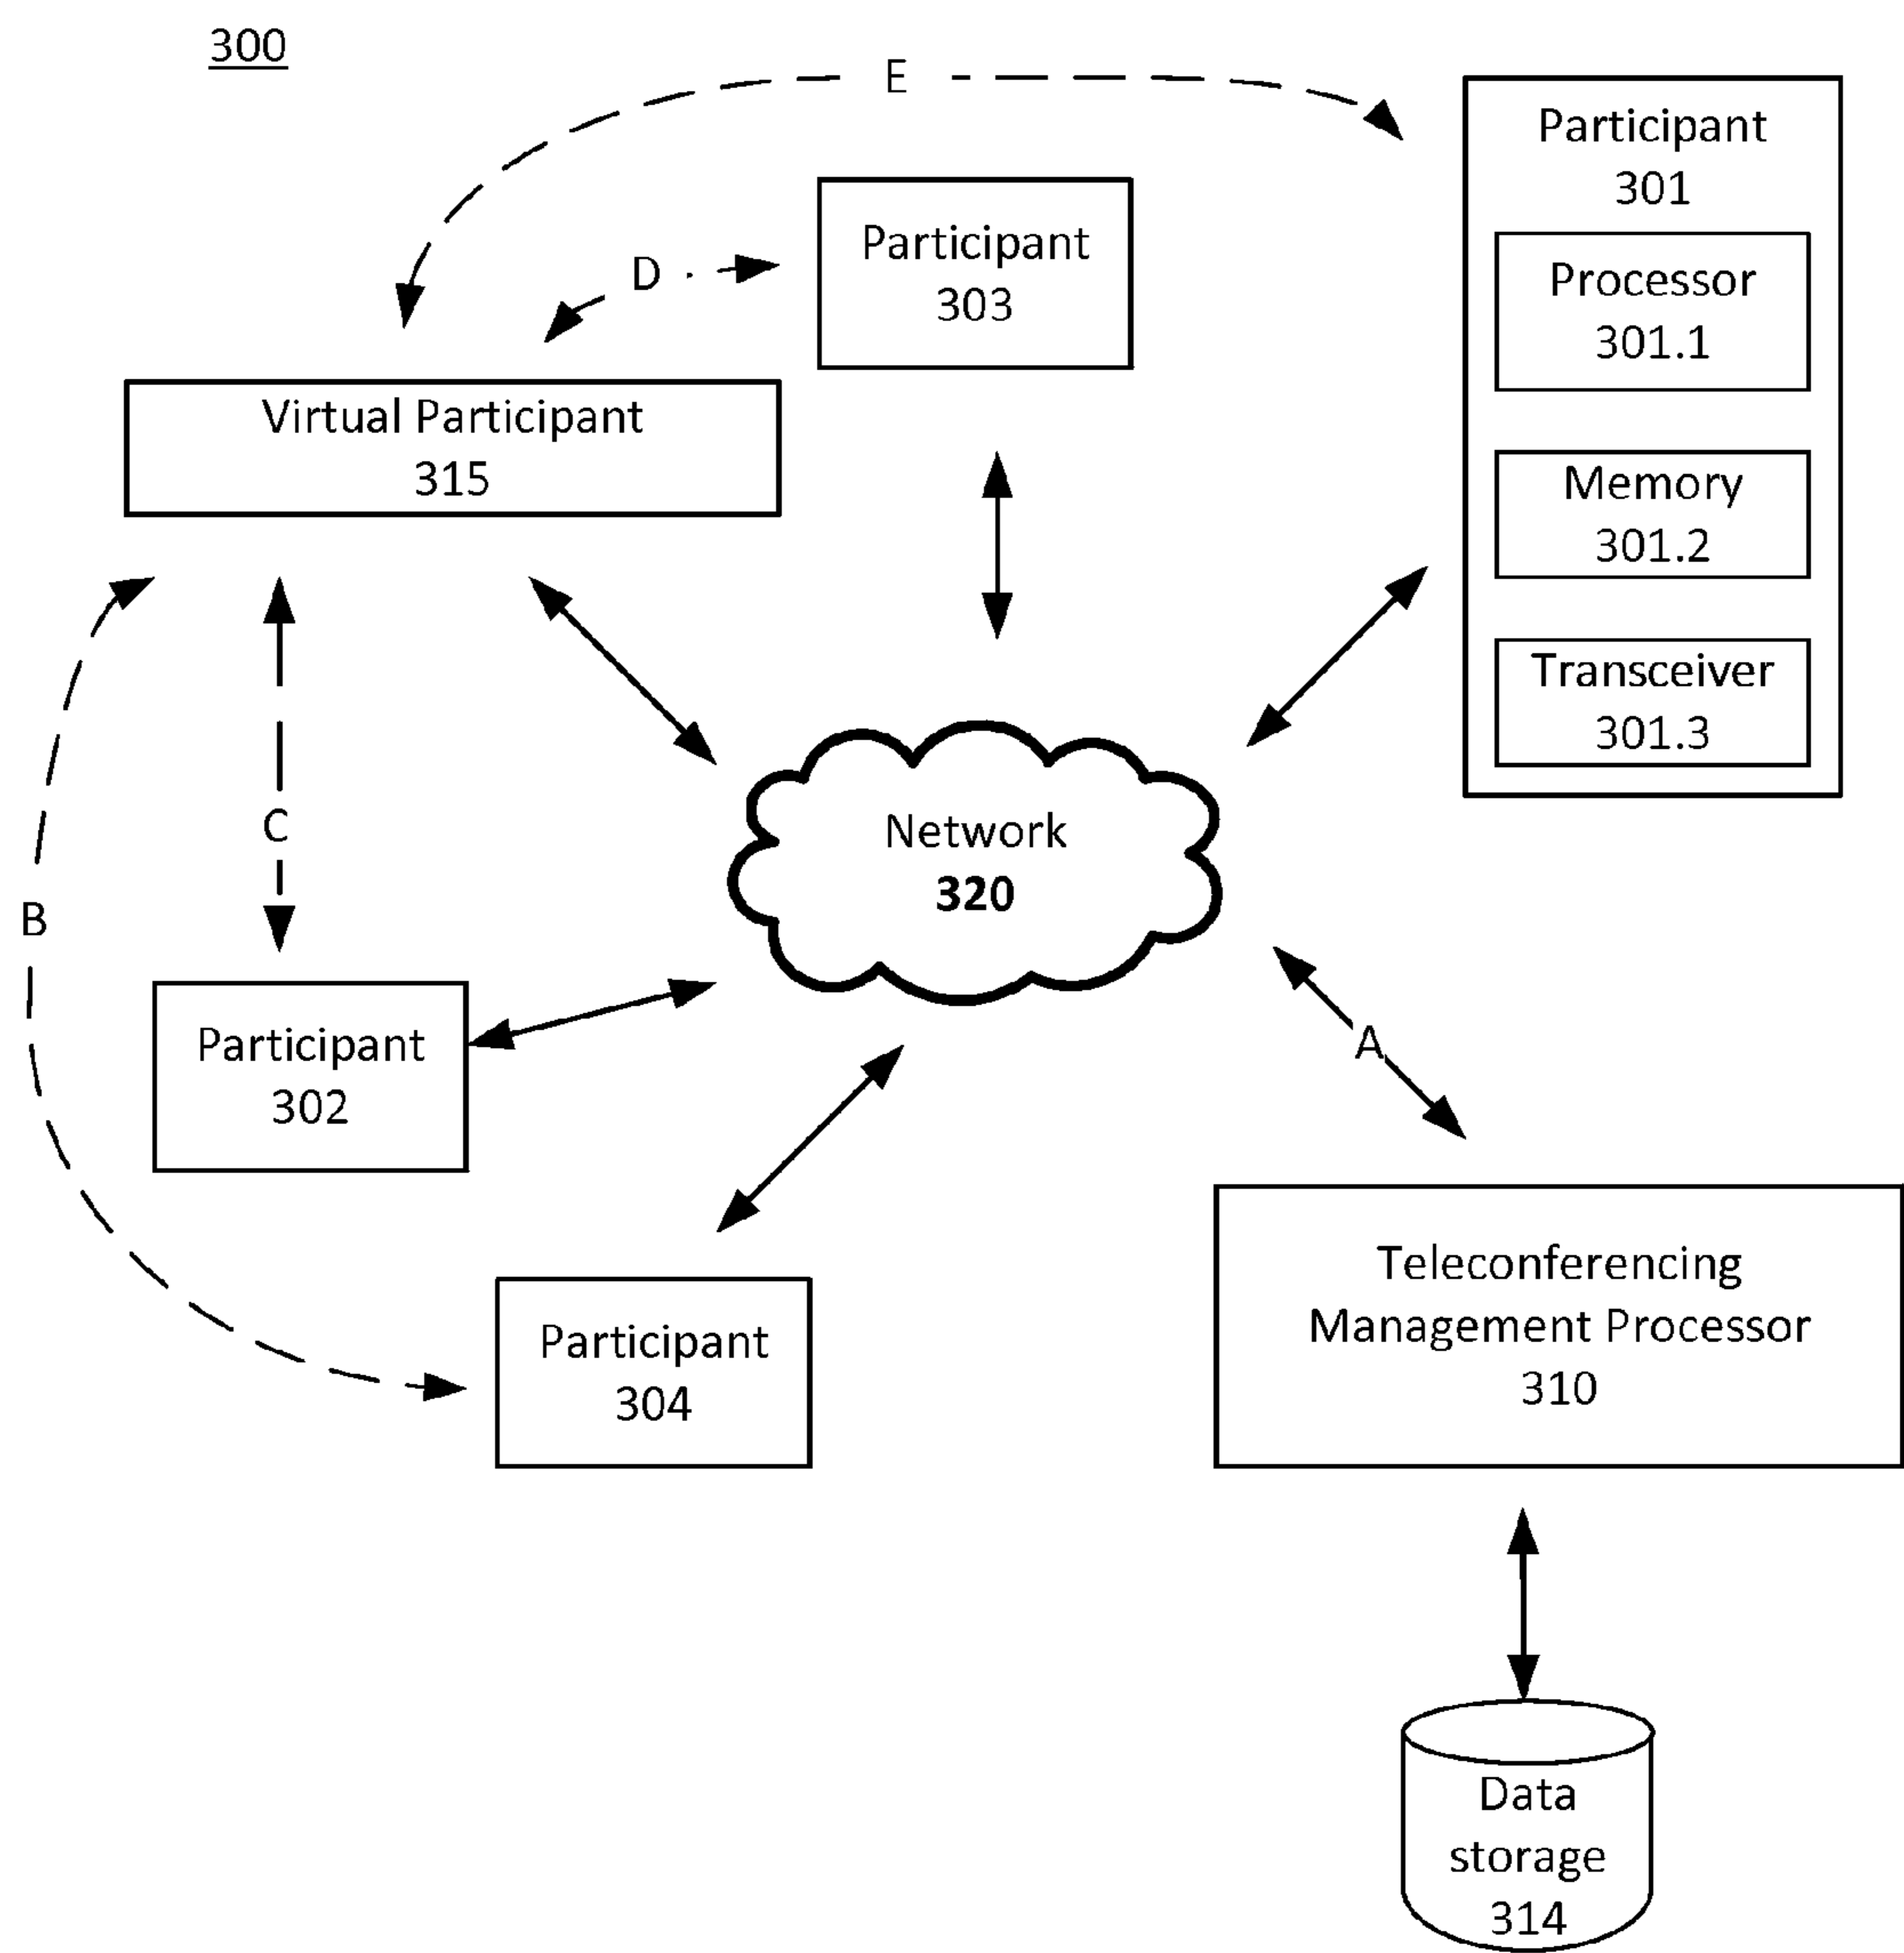 300
E
Participant
301
Processor
301.1
Memory
301.2
Transceiver
301.3
D
Participant
303
Virtual Participant
315
C
B
Network
320
A
Participant
302
Participant
304
Teleconferencing
Management Processor
310
Data
storage
314